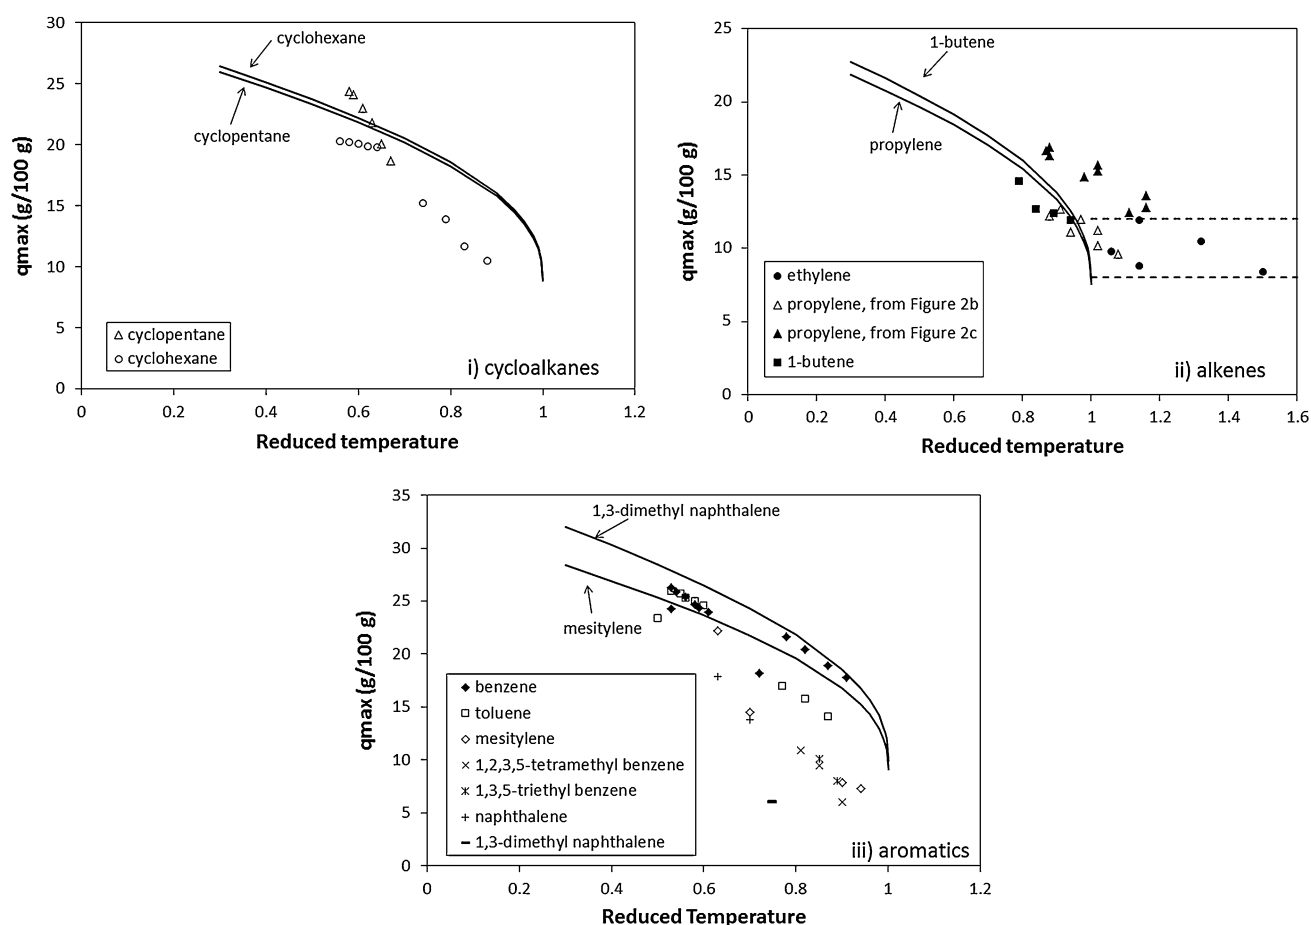 30
25
20
15
10
5
0
0 0.2 0.4 0.6 0.8 1 1.2
qmax (g/100 g)
Reduced temperature
cyclohexane
cyclopentane
cyclopentane
cyclohexane
i) cycloalkanes
25
20
15
10
5
0
0 0.2 0.4 0.6 0.8 1 1.2 1.4 1.6
qmax (g/100 g)
Reduced temperature
1-butene
propylene
ethylene
propylene, from Figure 2b
propylene, from Figure 2c
1-butene
ii) alkenes
35
30
25
20
15
10
5
0
0 0.2 0.4 0.6 0.8 1 1.2
qmax (g/100 g)
Reduced Temperature
1,3-dimethyl naphthalene
mesitylene
benzene
toluene
mesitylene
1,2,3,5-tetramethyl benzene
1,3,5-triethyl benzene
naphthalene
1,3-dimethyl naphthalene
iii) aromatics